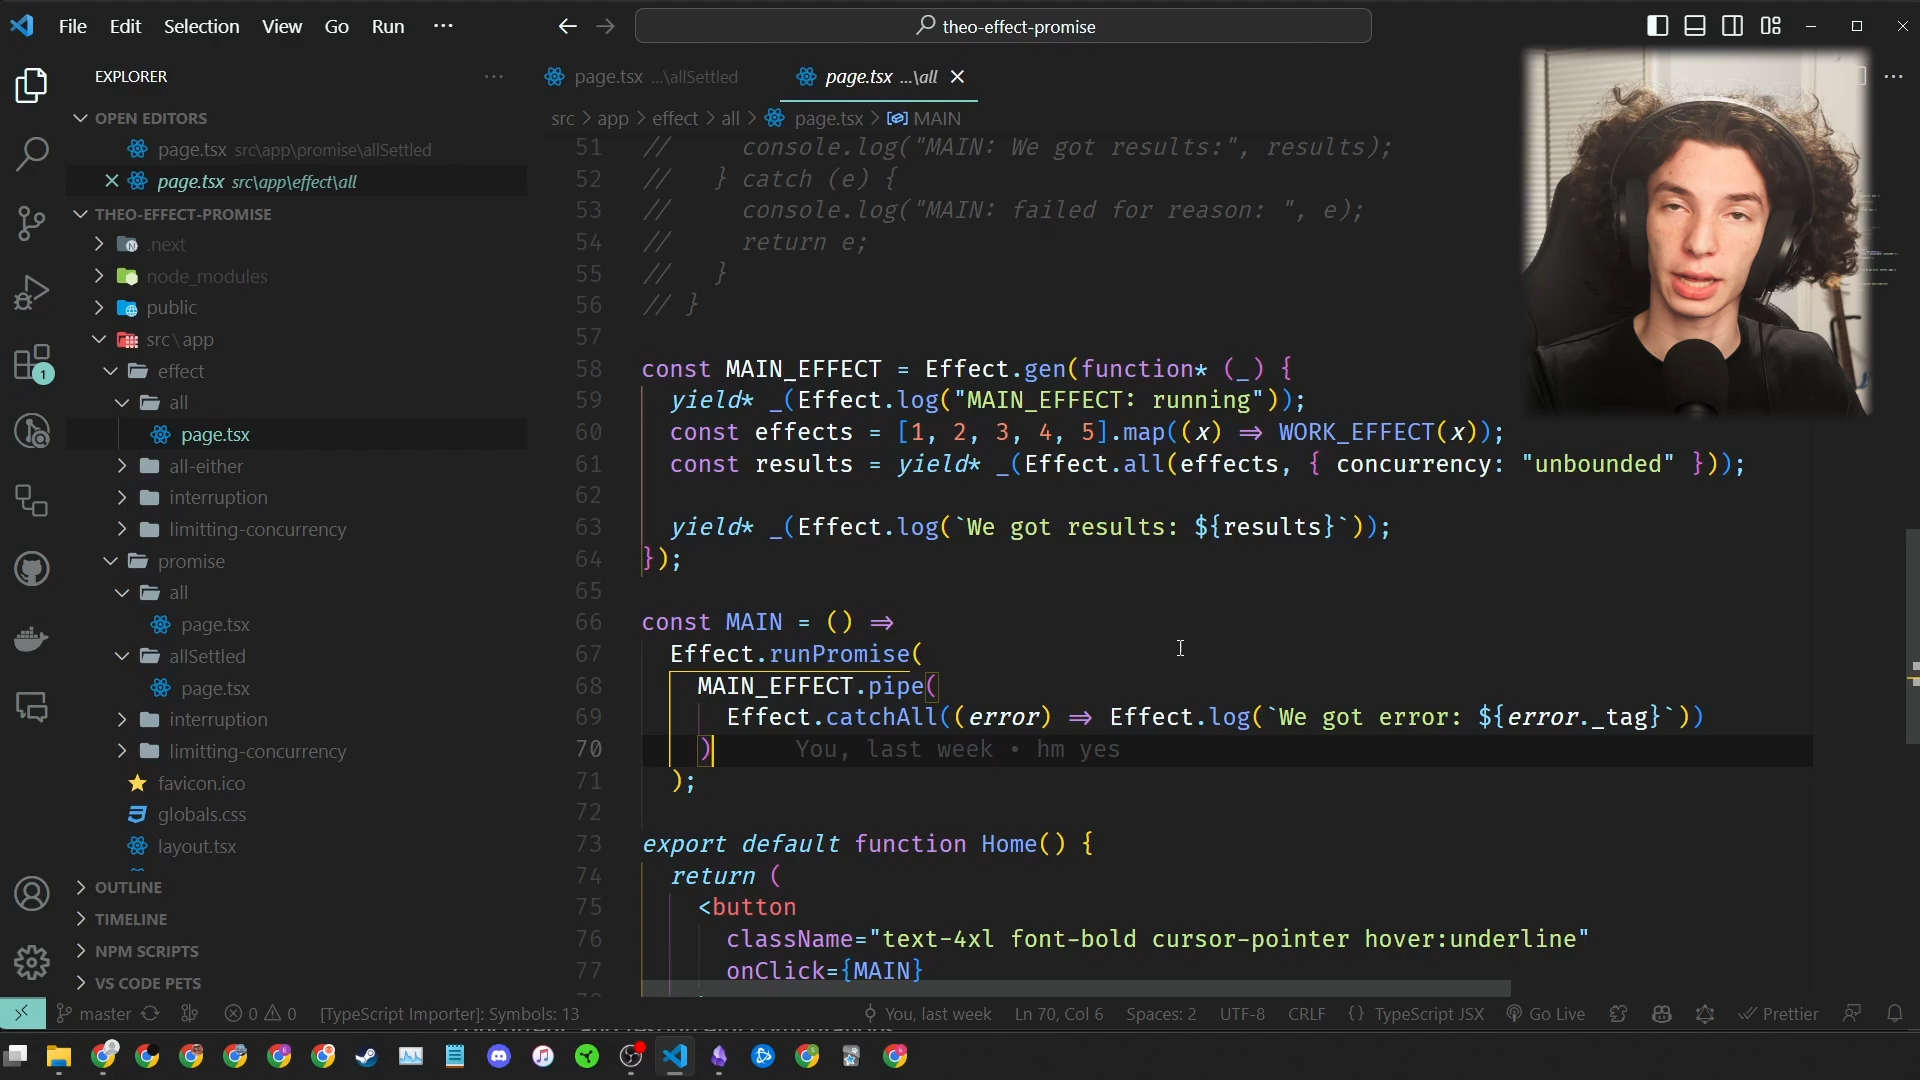 File Edit Selection View Go Run ···
theo-effect-promise
EXPLORER
page.tsx ...\allSettled
page.tsx ...\all
OPEN EDITORS
page.tsx src\app\promise\allSettled
page.tsx src\app\effect\all
THEO-EFFECT-PROMISE
.next
node_modules
public
src\app
effect
all
page.tsx
all-either
interruption
limitting-concurrency
promise
all
page.tsx
allSettled
page.tsx
interruption
limitting-concurrency
favicon.ico
globals.css
layout.tsx
OUTLINE
TIMELINE
NPM SCRIPTS
VS CODE PETS
1
src > app > effect > all > page.tsx > MAIN
51 //     console.log("MAIN: We got results:", results);
52 //   } catch (e) {
53 //     console.log("MAIN: failed for reason: ", e);
54 //     return e;
55 //   }
56 // }
57
58 const MAIN_EFFECT = Effect.gen(function* (_) {
59   yield* _(Effect.log("MAIN_EFFECT: running"));
60   const effects = [1, 2, 3, 4, 5].map((x) => WORK_EFFECT(x));
61   const results = yield* _(Effect.all(effects, { concurrency: "unbounded" }));
62
63   yield* _(Effect.log(`We got results: ${results}`));
64 });
65
66 const MAIN = () =>
67   Effect.runPromise(
68     MAIN_EFFECT.pipe(
69       Effect.catchAll((error) => Effect.log(`We got error: ${error._tag}`))
70     )      You, last week • hm yes
71   );
72
73 export default function Home() {
74   return (
75     <button
76       className="text-4xl font-bold cursor-pointer hover:underline"
77       onClick={MAIN}
master 0 0 [TypeScript Importer]: Symbols: 13 You, last week Ln 70, Col 6 Spaces: 2 UTF-8 CRLF {} TypeScript JSX Go Live Prettier